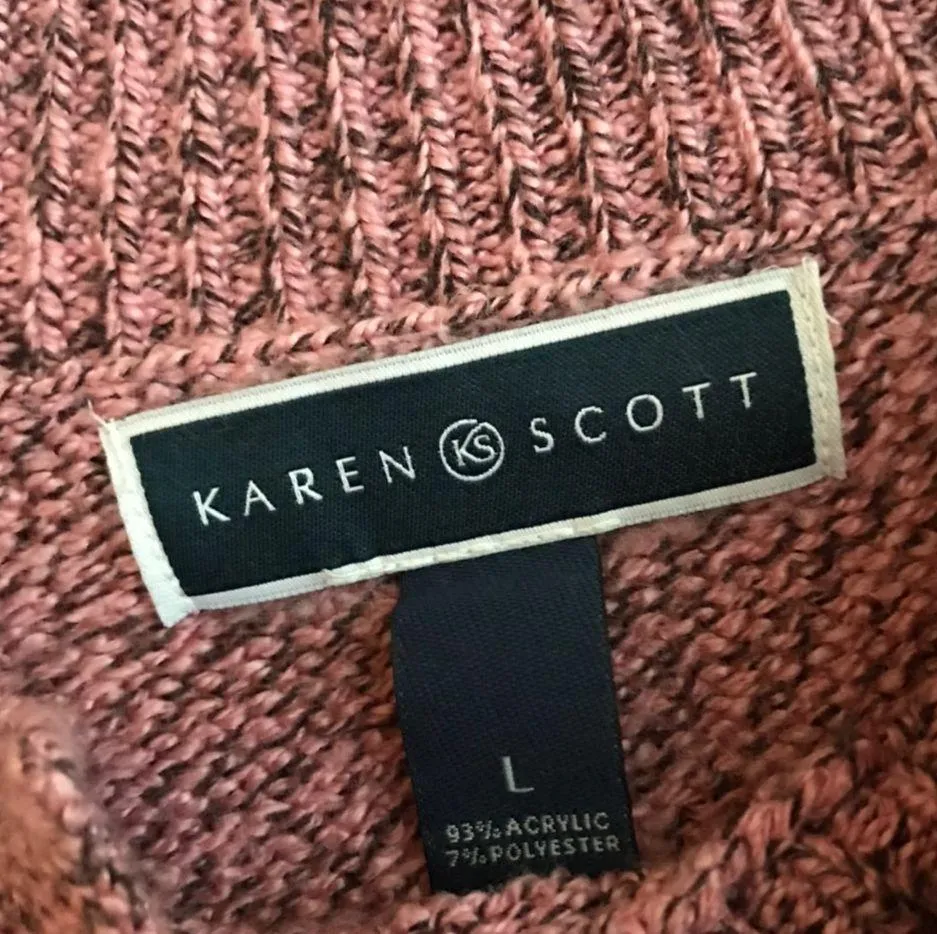 KAREN KS SCOTT
L
93% ACRYLIC
7% POLYESTER